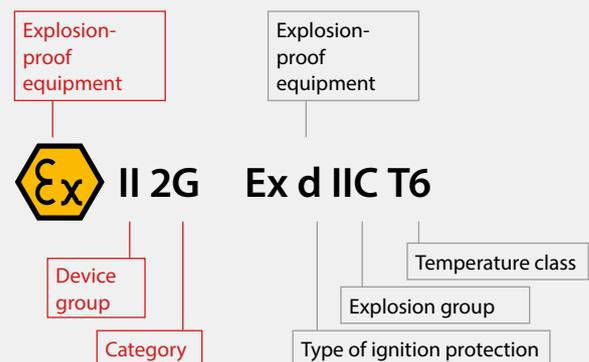 Explosion-
proof
equipment
Explosion-
proof
equipment
Ex II 2G Ex d IIC T6
Device
group
Category
Temperature class
Explosion group
Type of ignition protection